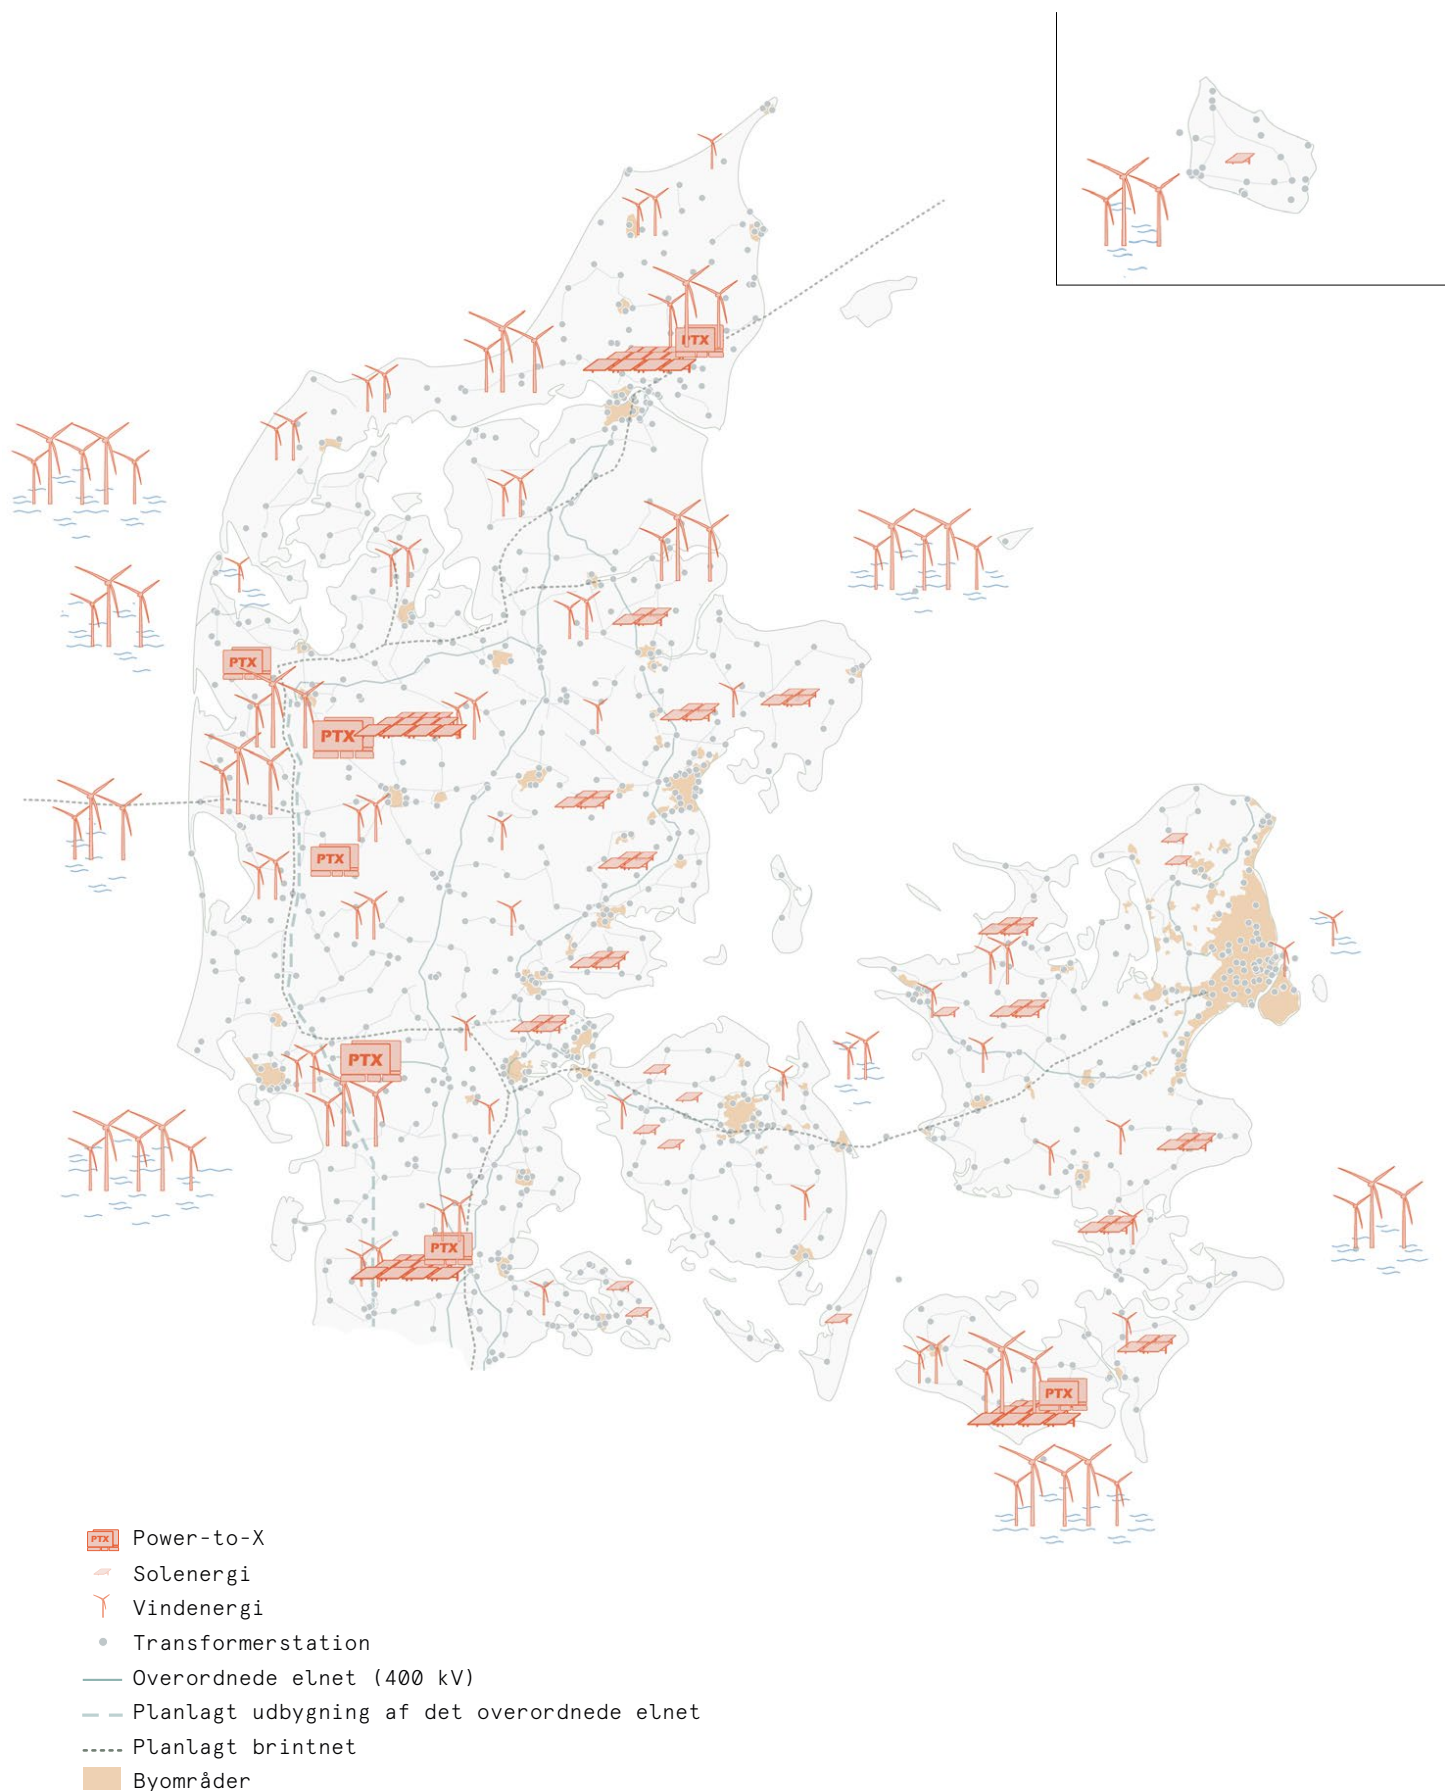 PTX
PTX
PTX
PTX
PTX
PTX
PTX
PTX Power-to-X
Solenergi
Vindenergi
Transformerstation
Overordnede elnet (400 kV)
Planlagt udbygning af det overordnede elnet
Planlagt brintnet
Byområder